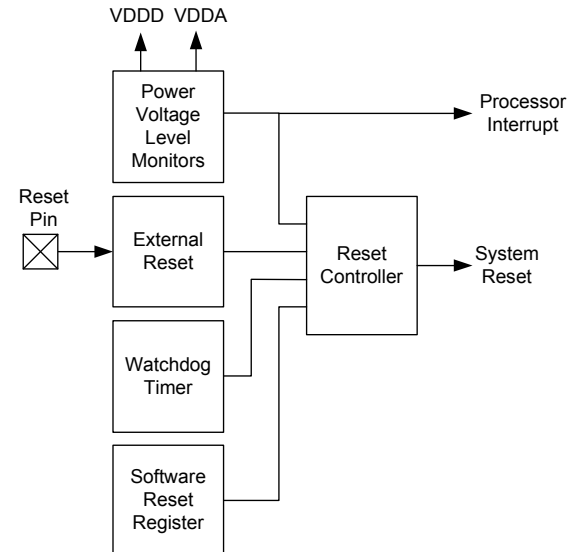 VDDD VDDA
Power
Voltage
Level
Monitors
Processor
Interrupt
Reset
Pin
External
Reset
Reset
Controller
System
Reset
Watchdog
Timer
Software
Reset
Register